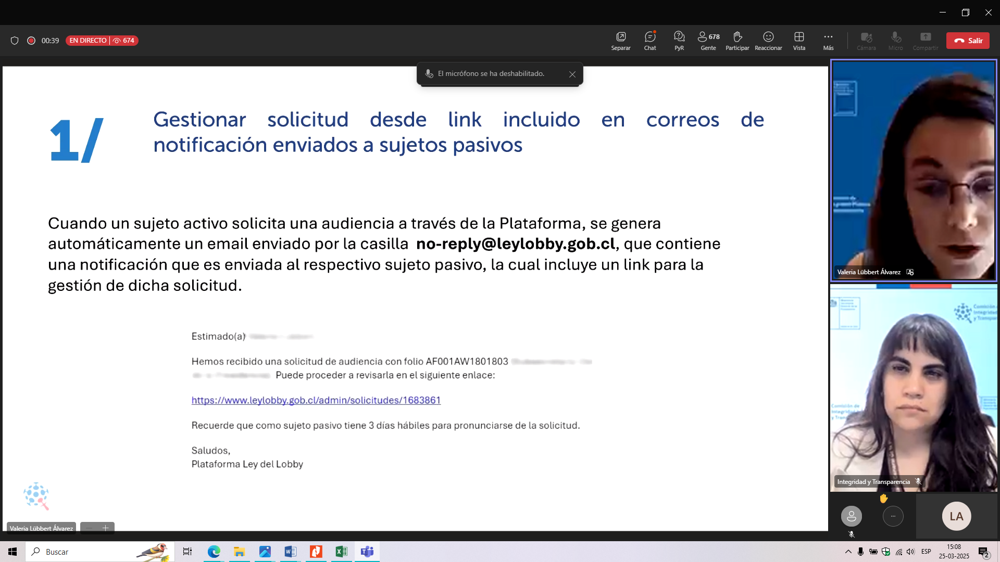 00:39
EN DIRECTO | 674
Separar
Chat
PyR
678
Gente
Participar
Reaccionar
Vista
Más
Cámara
Micro
Compartir
Salir
El micrófono se ha deshabilitado.
1/
Gestionar solicitud desde link incluido en correos de
notificación enviados a sujetos pasivos
Cuando un sujeto activo solicita una audiencia a través de la Plataforma, se genera
automáticamente un email enviado por la casilla no-reply@leylobby.gob.cl, que contiene
una notificación que es enviada al respectivo sujeto pasivo, la cual incluye un link para la
gestión de dicha solicitud.
Estimado(a)
Hemos recibido una solicitud de audiencia con folio AF001AW1801803
Puede proceder a revisarla en el siguiente enlace:
https://www.leylobby.gob.cl/admin/solicitudes/1683861
Recuerde que como sujeto pasivo tiene 3 días hábiles para pronunciarse de la solicitud.
Saludos,
Plataforma Ley del Lobby
Valeria Lübbert Álvarez
Valeria Lübbert Álvarez
Comisión de
Integridad
y Transpa
Integridad y Transparencia
LA
Buscar
ESP
15:08
25-03-2025
2